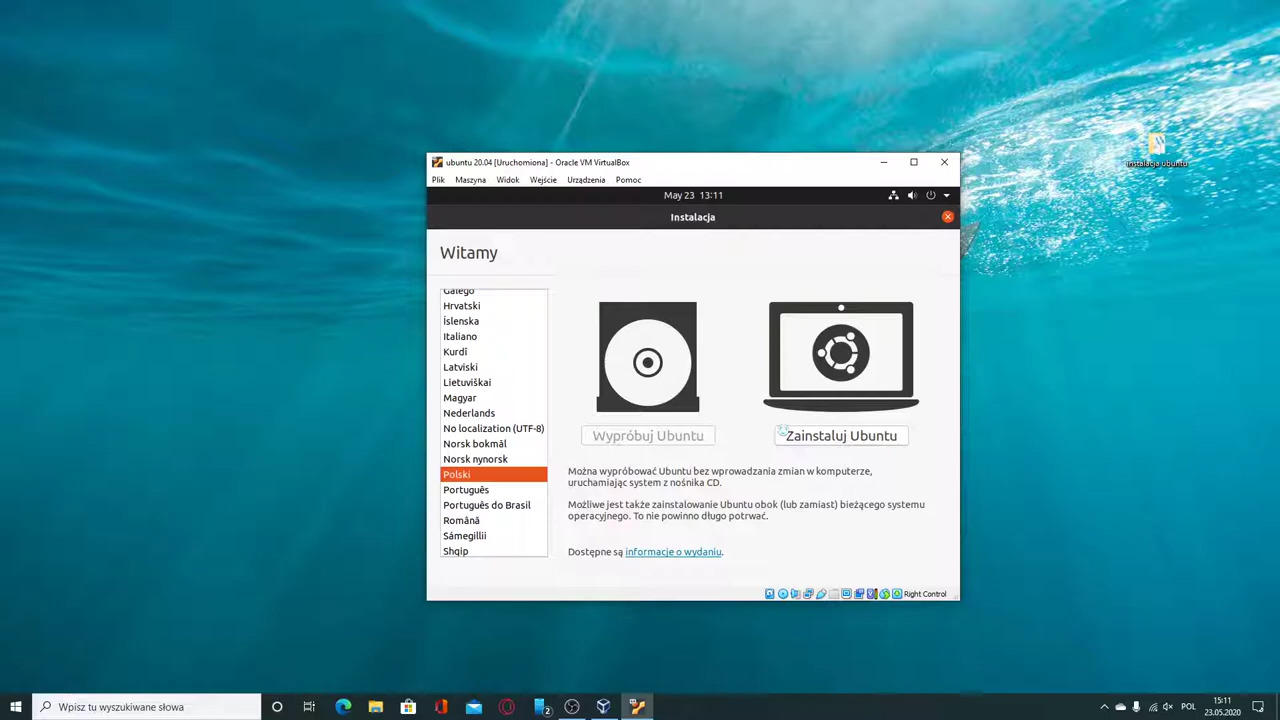 instalacja ubuntu
ubuntu 20.04 [Uruchomiona] - Oracle VM VirtualBox
Plik Maszyna Widok Wejście Urządzenia Pomoc
May 23 13:11
Instalacja
Witamy
Galego
Hrvatski
Íslenska
Italiano
Kurdî
Latviski
Lietuviškai
Magyar
Nederlands
No localization (UTF-8)
Norsk bokmål
Norsk nynorsk
Polski
Português
Português do Brasil
Română
Sámegillii
Shqip
Wypróbuj Ubuntu
Zainstaluj Ubuntu
Można wypróbować Ubuntu bez wprowadzania zmian w komputerze,
uruchamiając system z nośnika CD.
Możliwe jest także zainstalowanie Ubuntu obok (lub zamiast) bieżącego systemu
operacyjnego. To nie powinno długo potrwać.
Dostępne są informacje o wydaniu.
Right Control
Wpisz tu wyszukiwane słowa
2
POL
15:11
23.05.2020